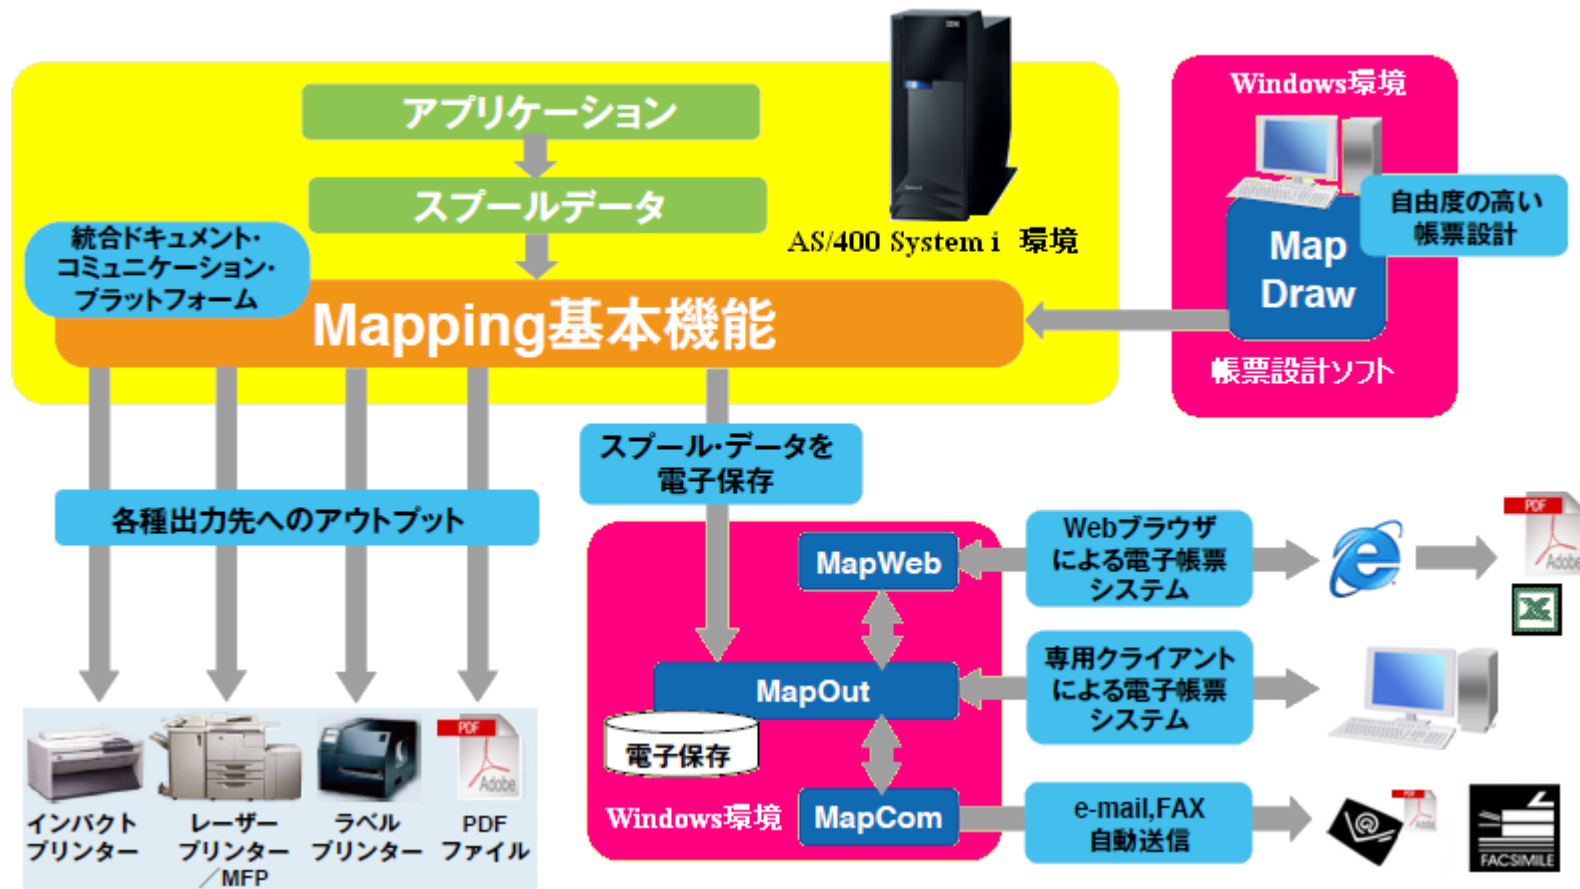 アプリケーション
スプールデータ
統合ドキュメント・
コミュニケーション・
プラットフォーム
Mapping基本機能
IBM
AS/400 System i 環境
Windows環境
自由度の高い
帳票設計
Map
Draw
帳票設計ソフト
スプール・データを
電子保存
各種出力先へのアウトプット
PDF
Adobe
インパクト
プリンター
レーザー
プリンター
／MFP
ラベル
プリンター
PDF
ファイル
MapWeb
MapOut
電子保存
Windows環境
MapCom
Webブラウザ
による電子帳票
システム
PDF
Adobe
専用クライアント
による電子帳票
システム
e-mail,FAX
自動送信
PDF
Adobe
FACSIMILE